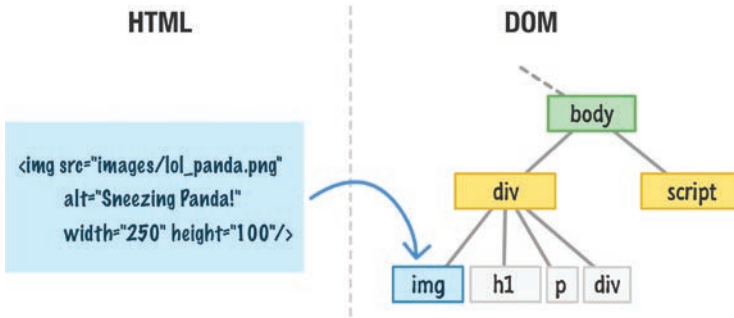 HTML
DOM
<img src="images/lol_panda.png"
alt="Sneezing Panda!"
width="250" height="100"/>
body
div
script
img
h1
p
div